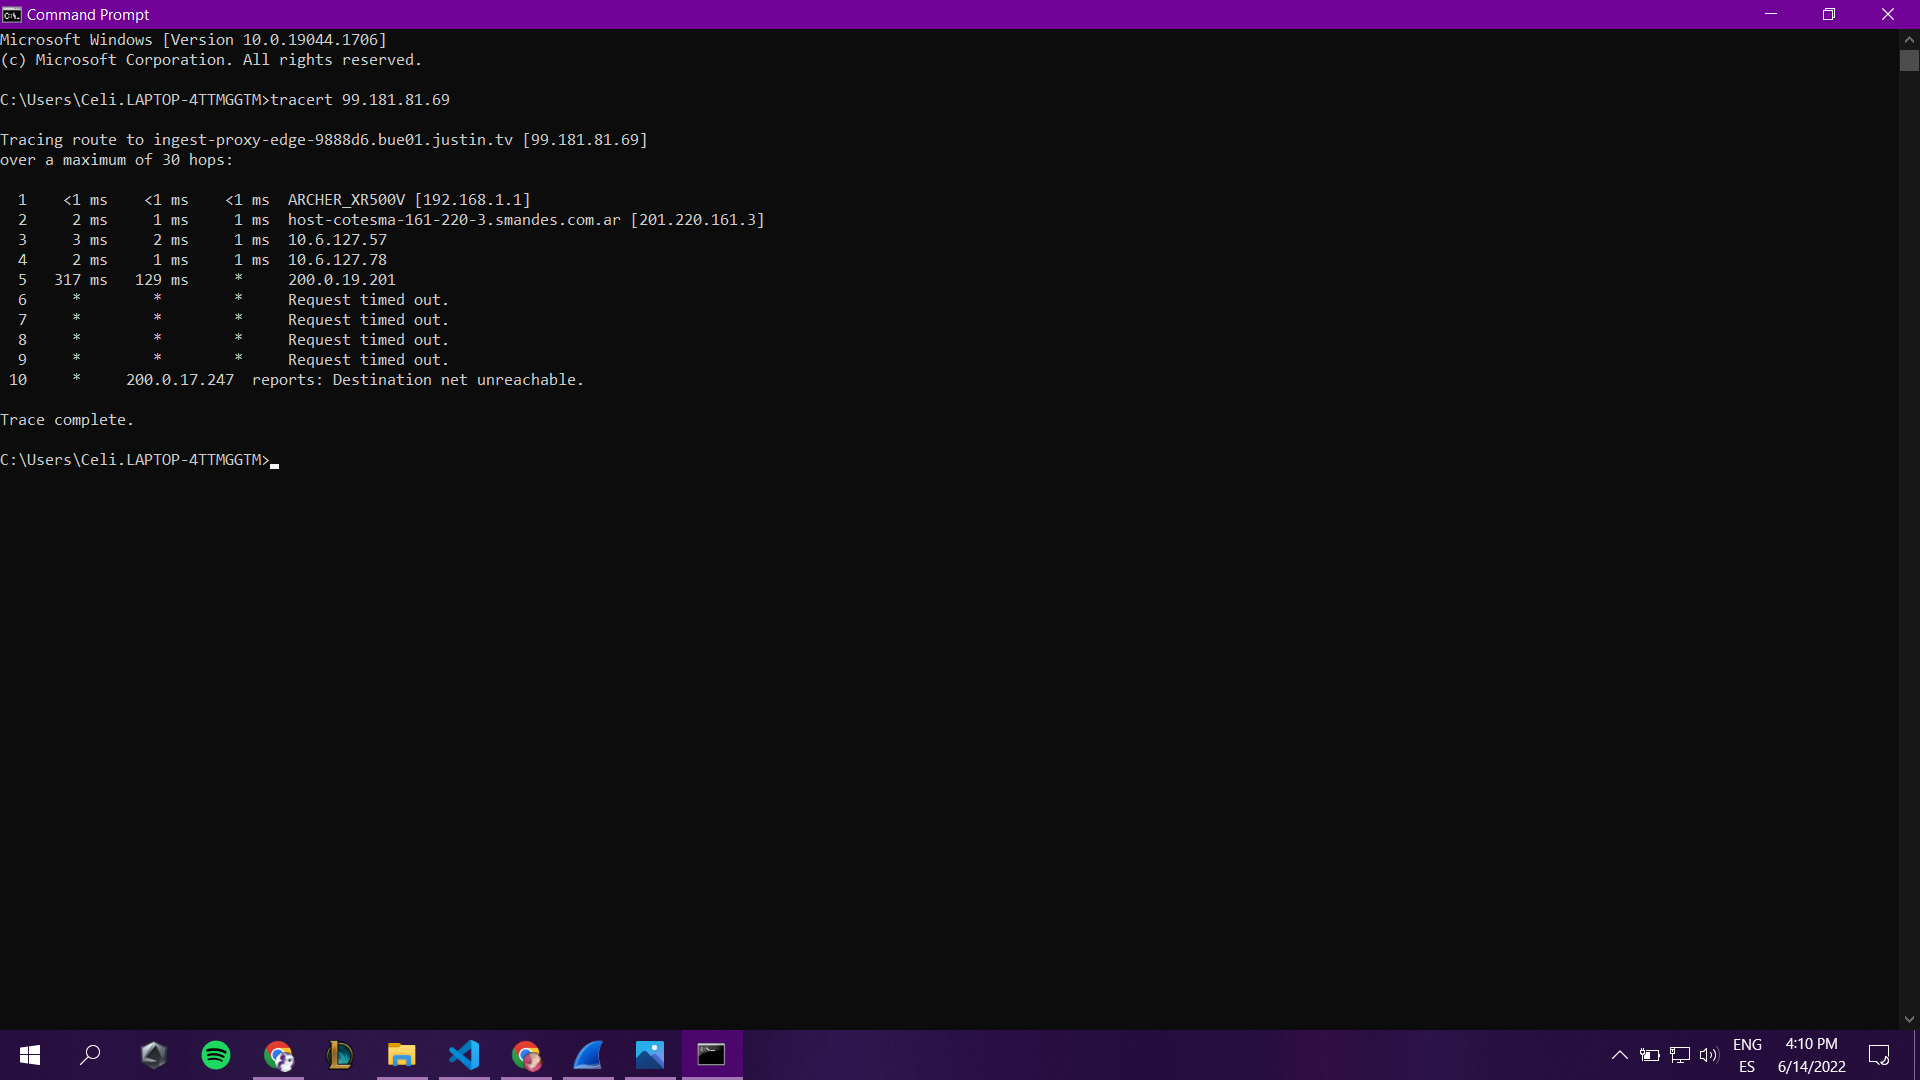 Command Prompt
Microsoft Windows [Version 10.0.19044.1706]
(c) Microsoft Corporation. All rights reserved.
C:\Users\Celi.LAPTOP-4TTMGGTM>tracert 99.181.81.69
Tracing route to ingest-proxy-edge-9888d6.bue01.justin.tv [99.181.81.69]
over a maximum of 30 hops:
  1    <1 ms    <1 ms    <1 ms  ARCHER_XR500V [192.168.1.1]
  2     2 ms     1 ms     1 ms  host-cotesma-161-220-3.smandes.com.ar [201.220.161.3]
  3     3 ms     2 ms     1 ms  10.6.127.57
  4     2 ms     1 ms     1 ms  10.6.127.78
  5   317 ms   129 ms     *     200.0.19.201
  6     *        *        *     Request timed out.
  7     *        *        *     Request timed out.
  8     *        *        *     Request timed out.
  9     *        *        *     Request timed out.
 10     *     200.0.17.247  reports: Destination net unreachable.
Trace complete.
C:\Users\Celi.LAPTOP-4TTMGGTM>
ENG
ES
4:10 PM
6/14/2022